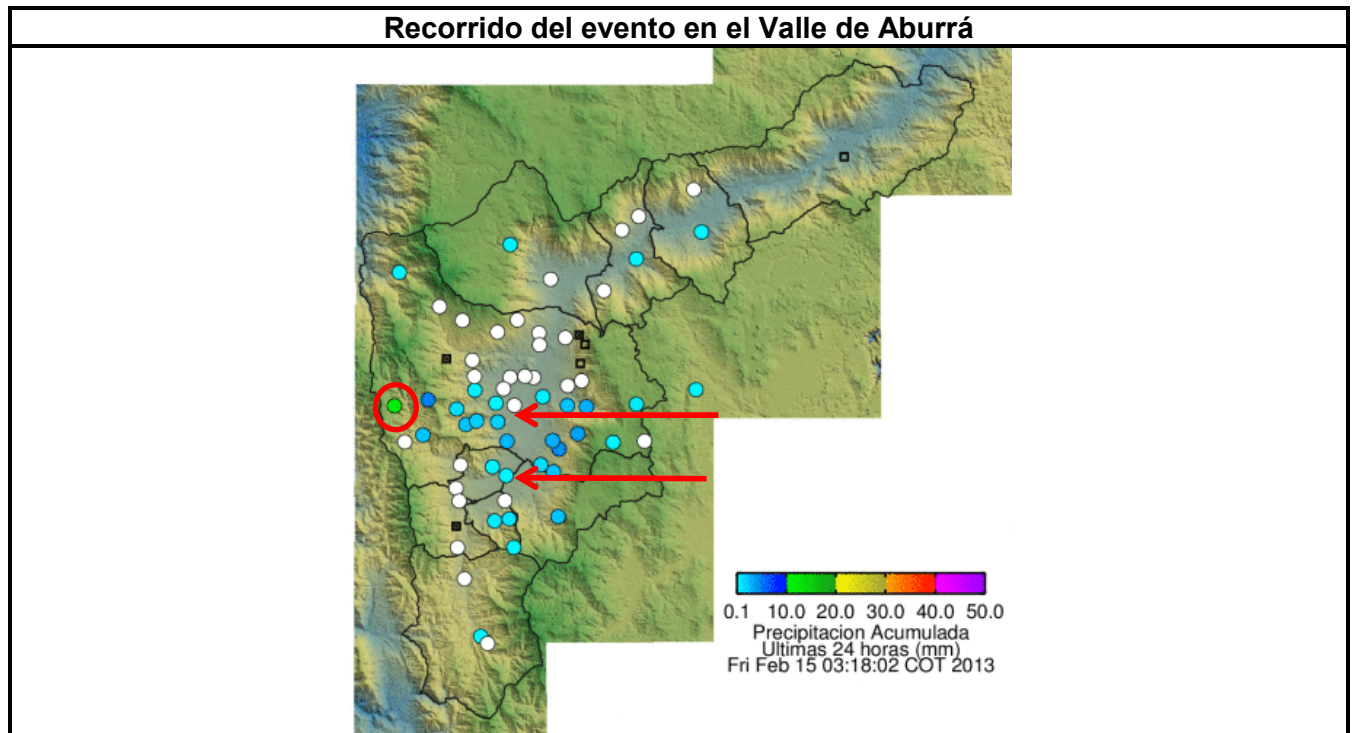 Recorrido del evento en el Valle de Aburrá
0.1 10.0 20.0 30.0 40.0 50.0
Precipitacion Acumulada
Ultimas 24 horas (mm)
Fri Feb 15 03:18:02 COT 2013